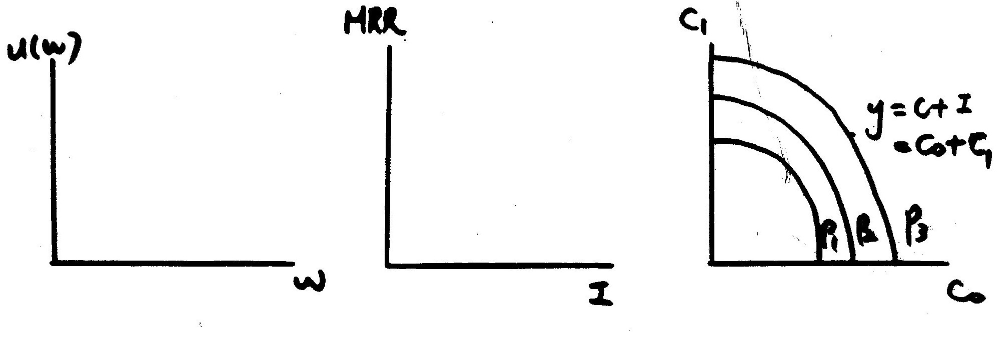 U(W)
W
MRR
I
C₁
y = C + I
= C₀ + C₁
P₁
P₂
P₃
C₀